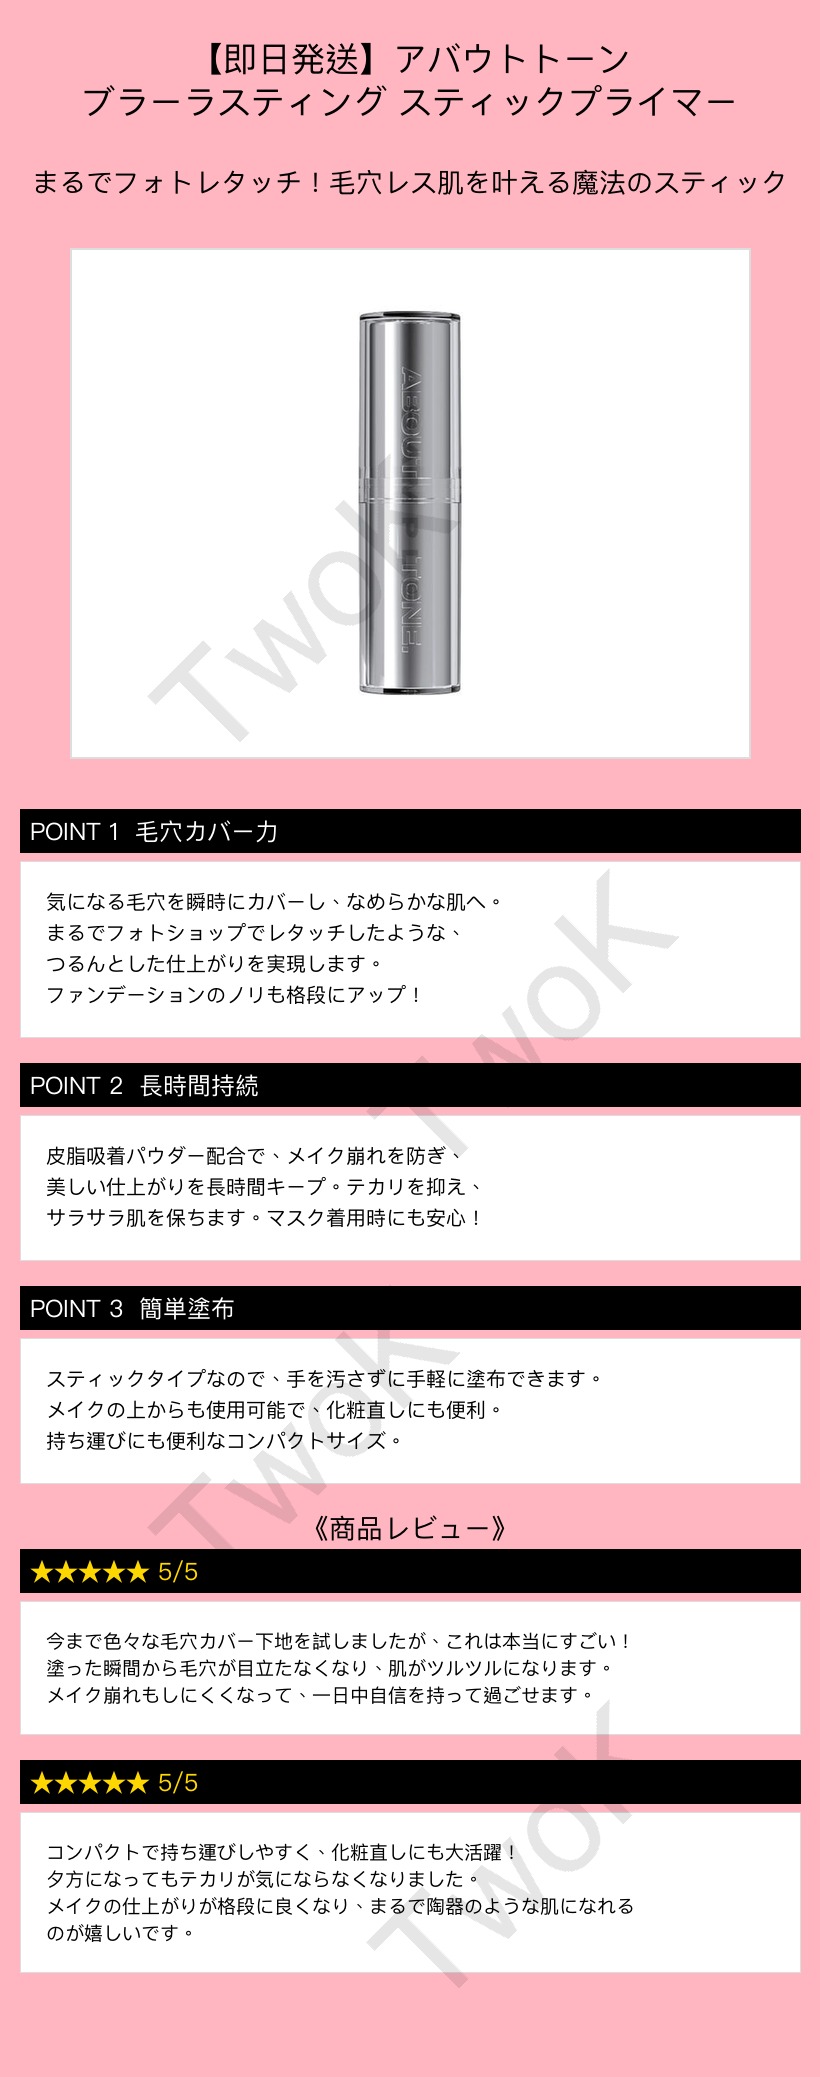 【即日発送】アバウトトーン
ブラーラスティング スティックプライマー
まるでフォトレタッチ！毛穴レス肌を叶える魔法のスティック
ABOUT TONE.
TwoK
POINT 1 毛穴カバー力
気になる毛穴を瞬時にカバーし、なめらかな肌へ。
まるでフォトショップでレタッチしたような、
つるんとした仕上がりを実現します。
ファンデーションのノリも格段にアップ！
TwoK
POINT 2 長時間持続
皮脂吸着パウダー配合で、メイク崩れを防ぎ、
美しい仕上がりを長時間キープ。テカリを抑え、
サラサラ肌を保ちます。マスク着用時にも安心！
POINT 3 簡単塗布
スティックタイプなので、手を汚さずに手軽に塗布できます。
メイクの上からも使用可能で、化粧直しにも便利。
持ち運びにも便利なコンパクトサイズ。
TwoK
《商品レビュー》
★★★★★ 5/5
今まで色々な毛穴カバー下地を試しましたが、これは本当にすごい！
塗った瞬間から毛穴が目立たなくなり、肌がツルツルになります。
メイク崩れもしにくくなって、一日中自信を持って過ごせます。
★★★★★ 5/5
コンパクトで持ち運びしやすく、化粧直しにも大活躍！
夕方になってもテカリが気にならなくなりました。
メイクの仕上がりが格段に良くなり、まるで陶器のような肌になれる
のが嬉しいです。
TwoK